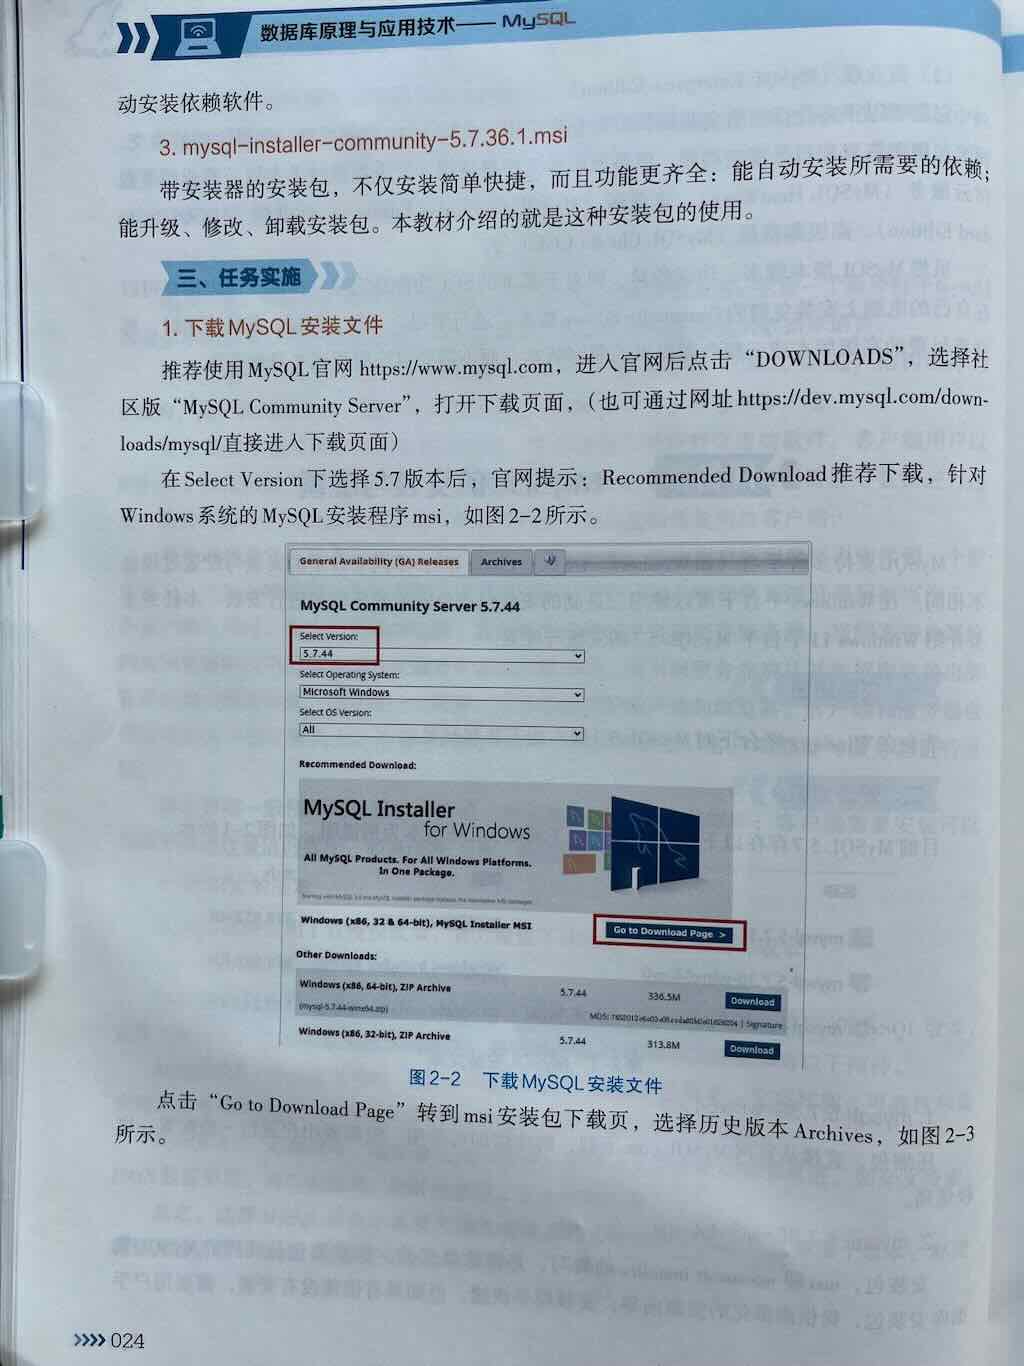 数据库原理与应用技术—— MySQL
动安装依赖软件。
3. mysql-installer-community-5.7.36.1.msi
带安装器的安装包，不仅安装简单快捷，而且功能更齐全：能自动安装所需要的依赖；
能升级、修改、卸载安装包。本教材介绍的就是这种安装包的使用。
三、任务实施
1. 下载MySQL安装文件
推荐使用MySQL官网 https://www.mysql.com，进入官网后点击“DOWNLOADS”，选择社
区版“MySQL Community Server”，打开下载页面，（也可通过网址https://dev.mysql.com/down-
loads/mysql/直接进入下载页面）
在Select Version下选择5.7版本后，官网提示：Recommended Download推荐下载，针对
Windows系统的MySQL安装程序msi，如图2-2所示。
General Availability (GA) Releases Archives
MySQL Community Server 5.7.44
Select Version:
5.7.44
Select Operating System:
Microsoft Windows
Select OS Version:
All
Recommended Download:
MySQL Installer
for Windows
All MySQL Products. For All Windows Platforms.
In One Package.
Windows (x86, 32 & 64-bit), MySQL Installer MSI
Go to Download Page >
Other Downloads:
Windows (x86, 64-bit), ZIP Archive 5.7.44 336.5M Download
(mysql-5.7.44-winx64.zip) MD5: | Signature
Windows (x86, 32-bit), ZIP Archive 5.7.44 313.8M Download
图2-2 下载MySQL安装文件
点击“Go to Download Page”转到msi安装包下载页，选择历史版本Archives，如图2-3
所示。
024